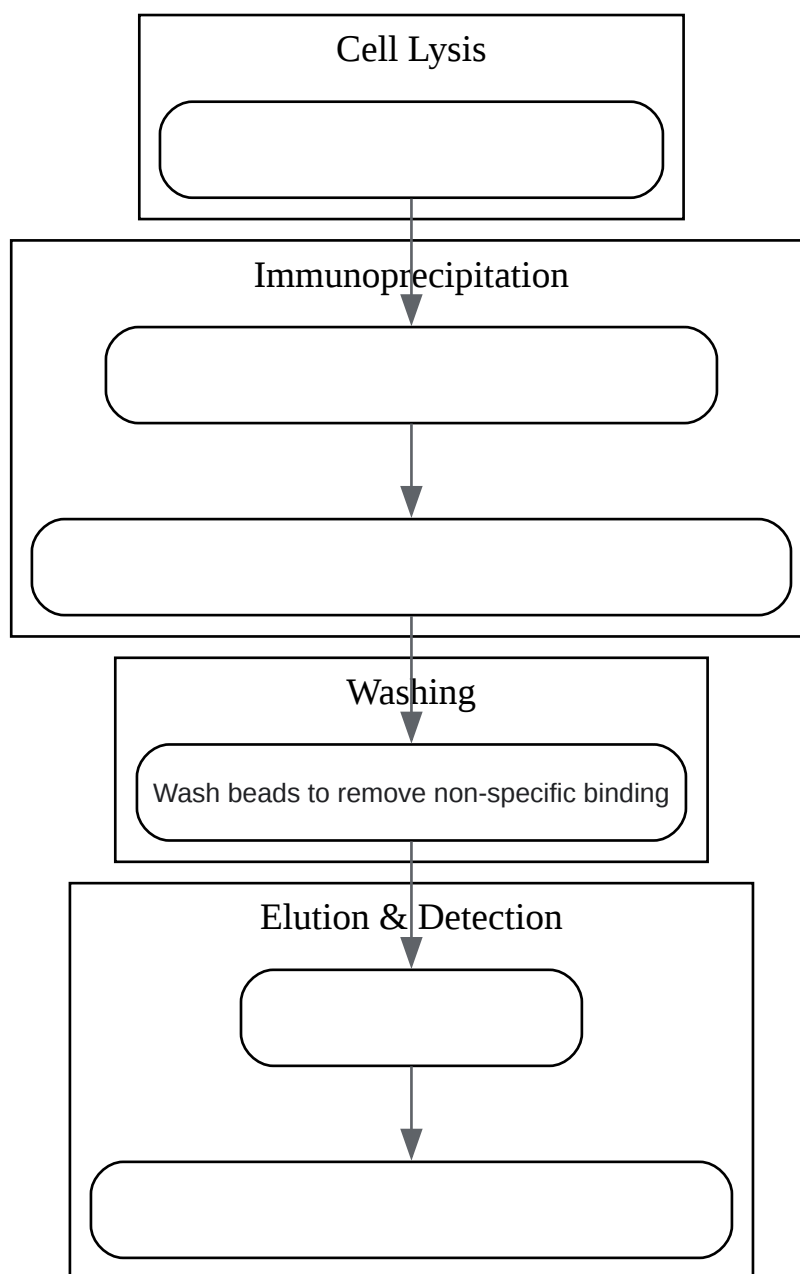 Cell Lysis
Immunoprecipitation
Washing
Wash beads to remove non-specific binding
Elution & Detection